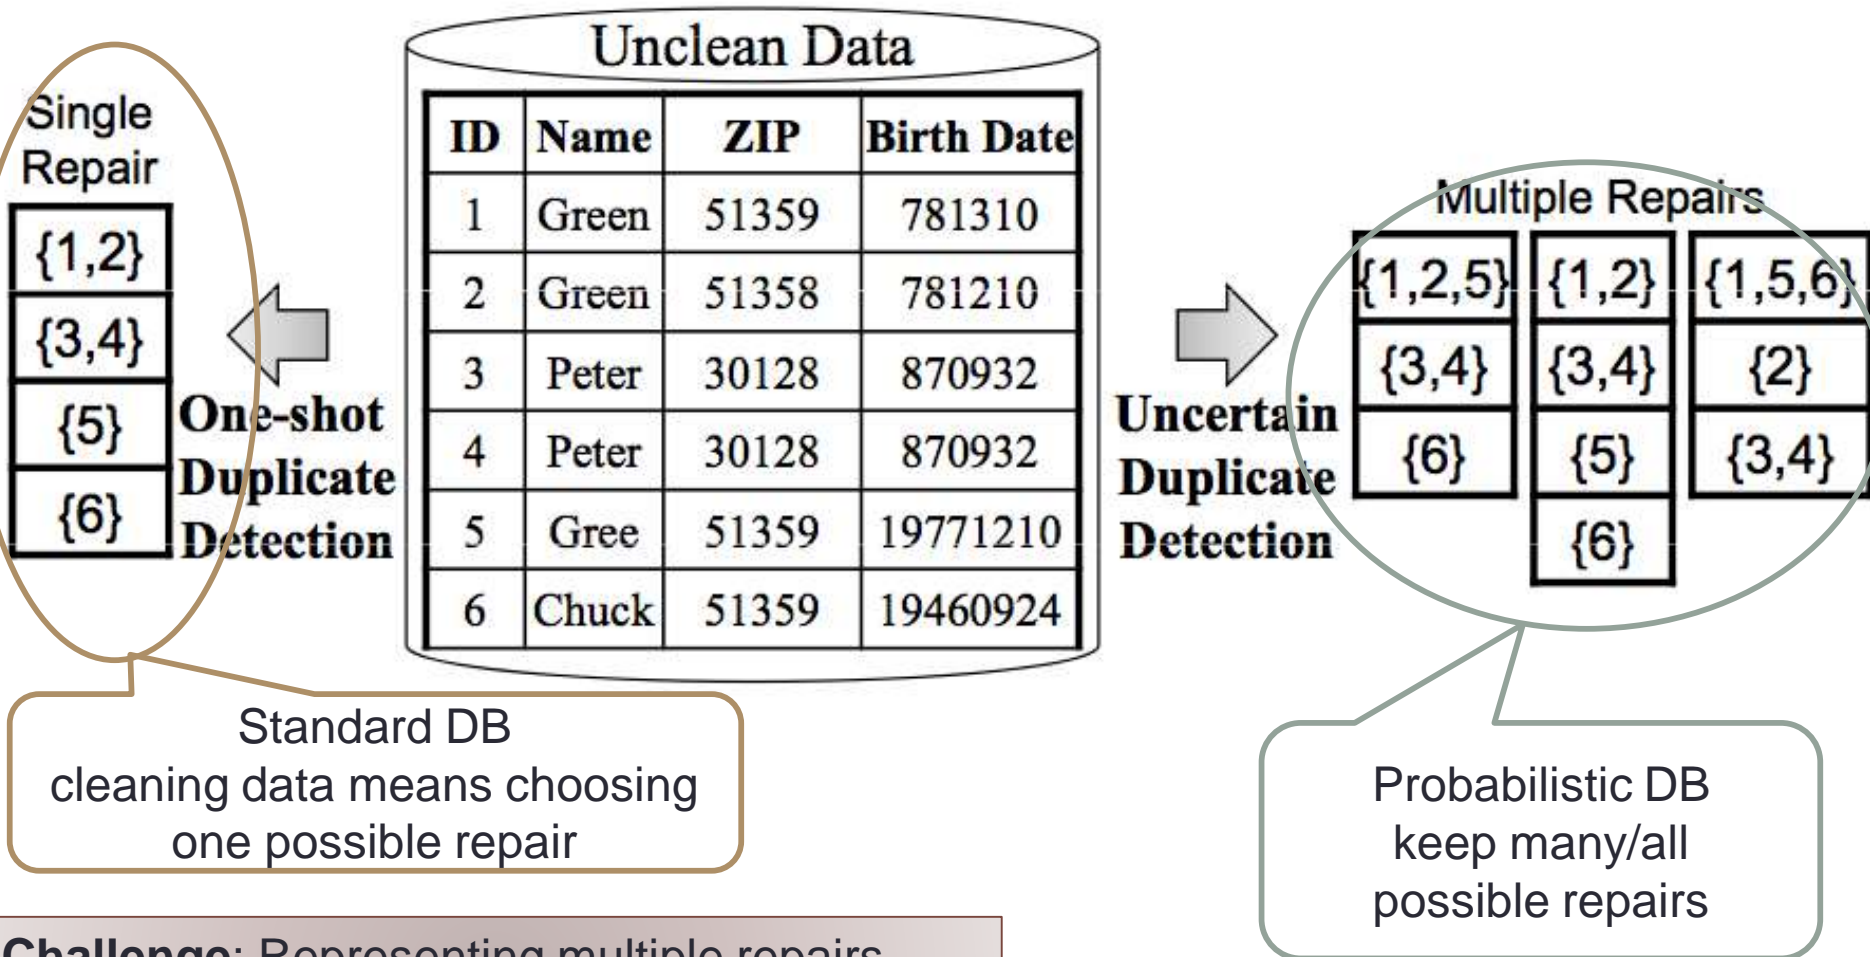 Unclean Data
ID Name ZIP Birth Date
1 Green 51359 781310
2 Green 51358 781210
3 Peter 30128 870932
4 Peter 30128 870932
5 Gree 51359 19771210
6 Chuck 51359 19460924
Single
Repair
{1,2}
{3,4}
{5}
{6}
One-shot
Duplicate
Detection
Uncertain
Duplicate
Detection
Multiple Repairs
{1,2,5} {1,2} {1,5,6}
{3,4} {3,4} {2}
{6} {5} {3,4}
{6}
Standard DB
cleaning data means choosing
one possible repair
Probabilistic DB
keep many/all
possible repairs
Challenge: Representing multiple repairs